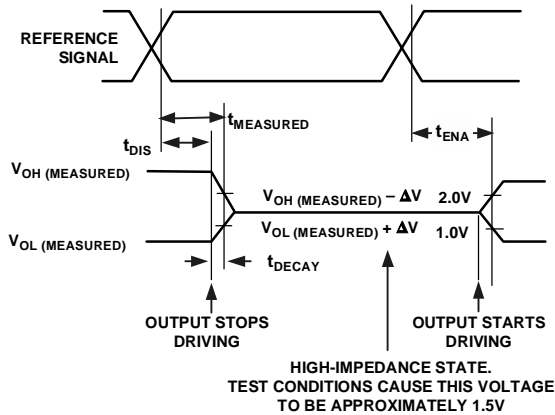 REFERENCE
SIGNAL
tMEASURED
tDIS
tENA
VOH (MEASURED)
VOH (MEASURED) – ΔV 2.0V
VOL (MEASURED)
VOL (MEASURED) + ΔV 1.0V
tDECAY
OUTPUT STOPS
DRIVING
OUTPUT STARTS
DRIVING
HIGH-IMPEDANCE STATE.
TEST CONDITIONS CAUSE THIS VOLTAGE
TO BE APPROXIMATELY 1.5V